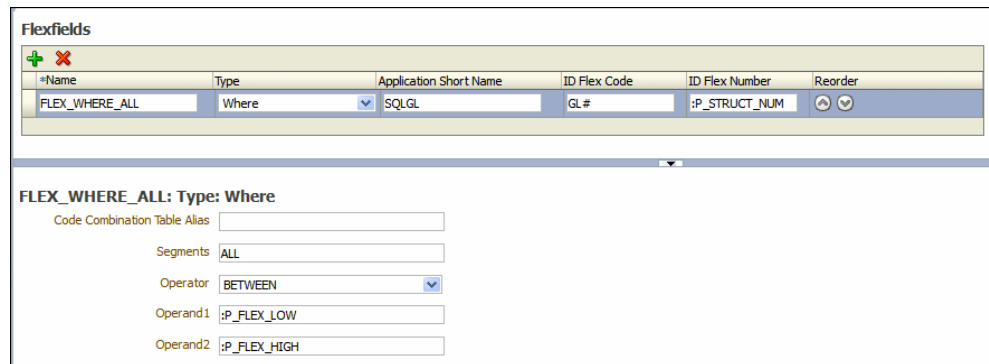 Flexfields
*Name Type Application Short Name ID Flex Code ID Flex Number Reorder
FLEX_WHERE_ALL Where SQLGL GL# :P_STRUCT_NUM
FLEX_WHERE_ALL: Type: Where
Code Combination Table Alias
Segments ALL
Operator BETWEEN
Operand1 :P_FLEX_LOW
Operand2 :P_FLEX_HIGH